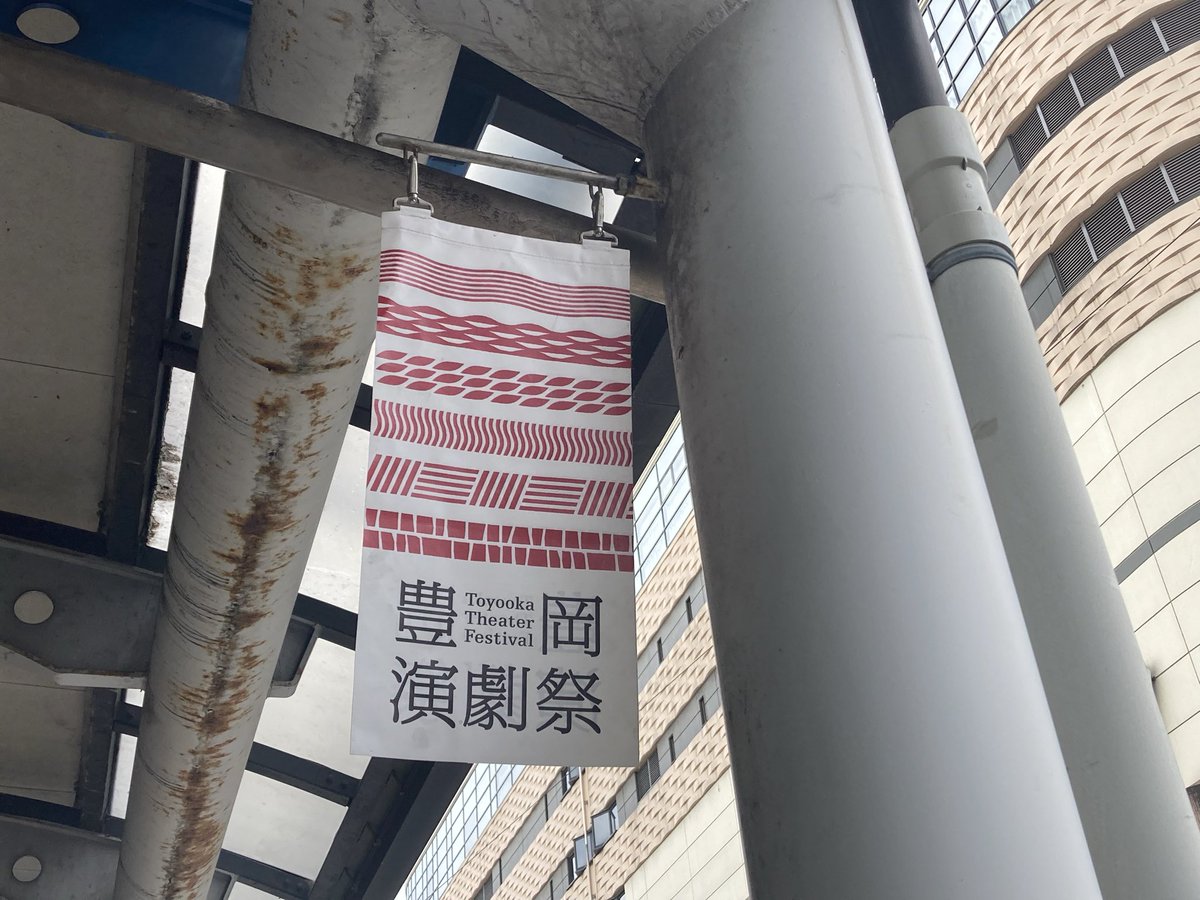 豊岡
Toyooka
Theater
Festival
演劇祭